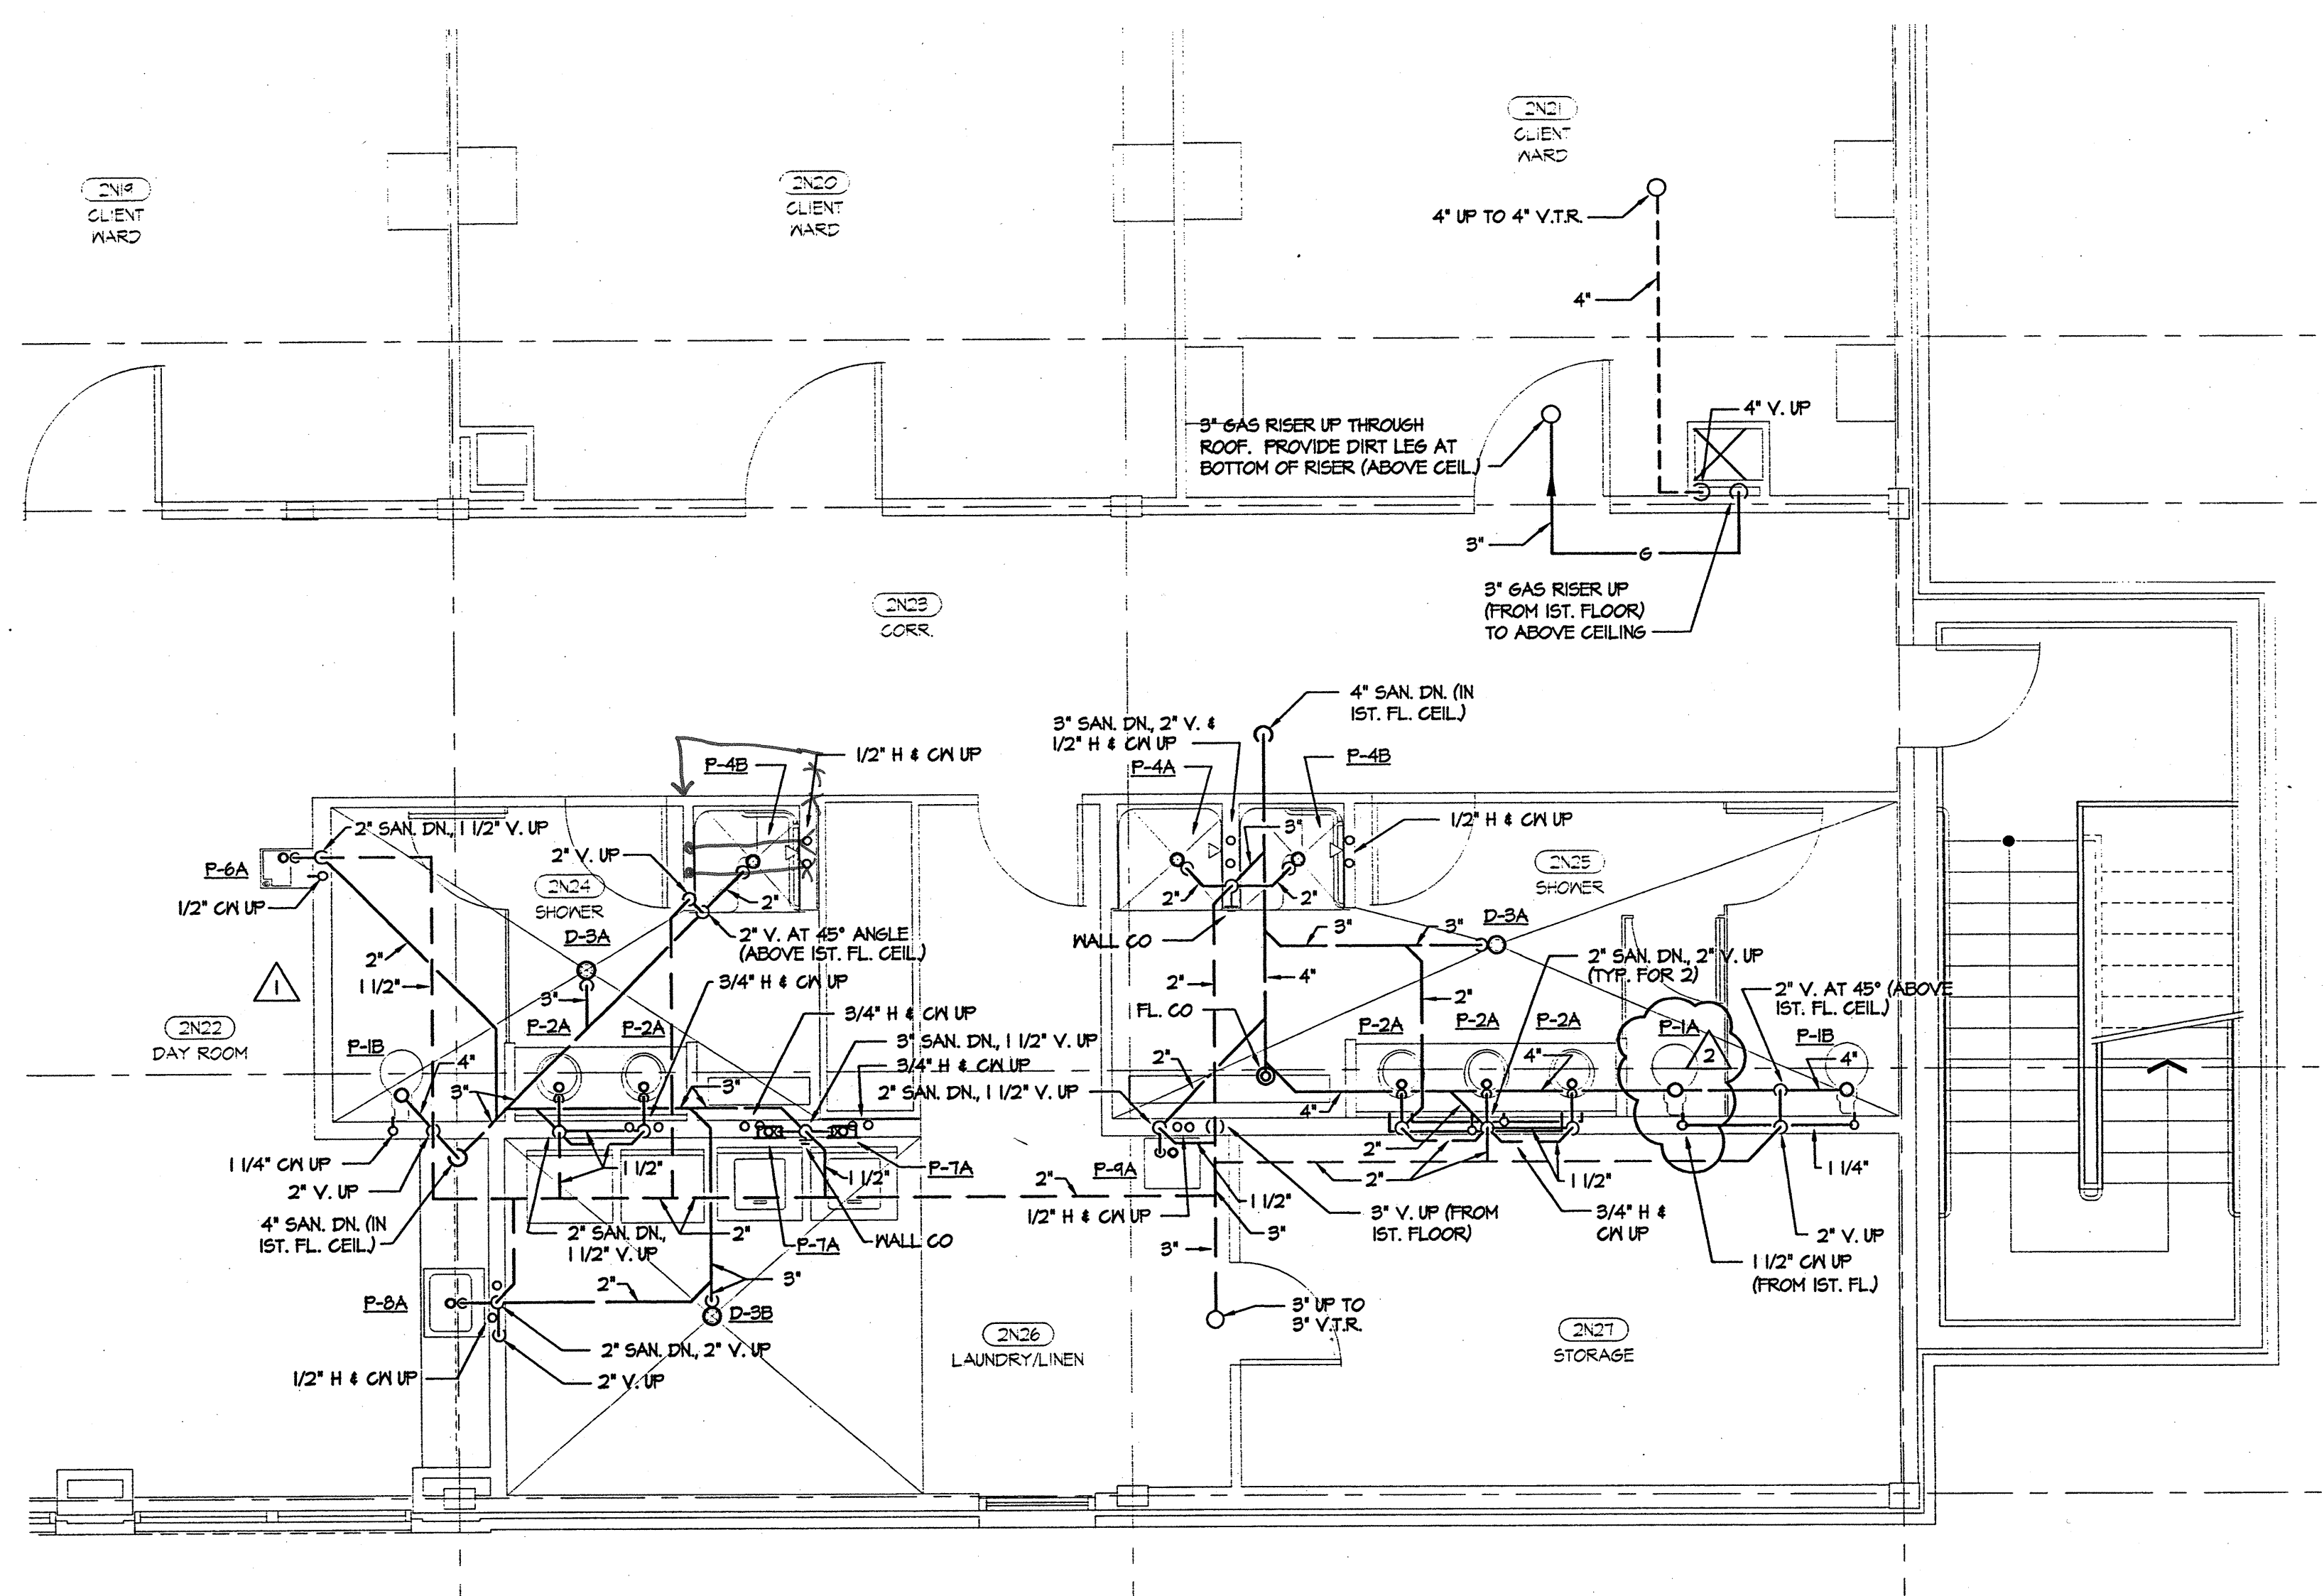 2N19
CLIENT
WARD
2N20
CLIENT
WARD
2N21
CLIENT
WARD
4" UP TO 4" V.T.R.
4"
3" GAS RISER UP THROUGH
ROOF. PROVIDE DIRT LEG AT
BOTTOM OF RISER (ABOVE CEIL.)
4" V. UP
3"
G
3" GAS RISER UP
(FROM 1ST. FLOOR)
TO ABOVE CEILING
2N23
CORR.
4" SAN. DN. (IN
1ST. FL. CEIL.)
3" SAN. DN., 2" V. &
1/2" H & CW UP
P-4A
P-4B
1/2" H & CW UP
P-4B
1/2" H & CW UP
2" SAN. DN., 1 1/2" V. UP
P-6A
1/2" CW UP
2" V. UP
2N24
SHOWER
D-3A
2"
2" V. AT 45° ANGLE
(ABOVE 1ST. FL. CEIL.)
3"
2"
2"
WALL CO
2N25
SHOWER
3"
3"
D-3A
2"
1 1/2"
1
3"
P-2A
P-2A
3/4" H & CW UP
3/4" H & CW UP
3" SAN. DN., 1 1/2" V. UP
3/4" H & CW UP
2" SAN. DN., 1 1/2" V. UP
2"
4"
FL. CO
2"
2" SAN. DN., 2" V. UP
(TYP. FOR 2)
2"
P-2A
P-2A
P-2A
P-1A
2
2" V. AT 45° (ABOVE
1ST. FL. CEIL.)
P-1B
4"
4"
4"
2N22
DAY ROOM
P-1B
4"
3"
3"
1 1/4" CW UP
2" V. UP
4" SAN. DN. (IN
1ST. FL. CEIL.)
1 1/2"
2" SAN. DN.,
1 1/2" V. UP
2"
P-7A
1 1/2"
P-7A
WALL CO
P-9A
2"
1/2" H & CW UP
1 1/2"
3"
3"
2"
2"
1 1/2"
3" V. UP (FROM
1ST. FLOOR)
3/4" H &
CW UP
1 1/4"
2" V. UP
1 1/2" CW UP
(FROM 1ST. FL.)
P-8A
2"
3"
D-3B
2" SAN. DN., 2" V. UP
1/2" H & CW UP
2" V. UP
3" UP TO
3" V.T.R.
2N26
LAUNDRY/LINEN
2N27
STORAGE